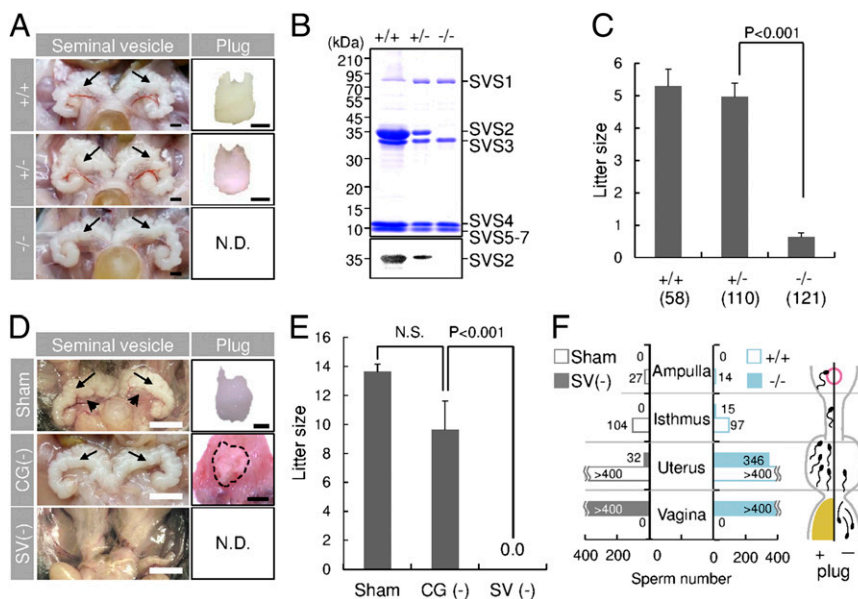 A
Seminal vesicle Plug
+/+
+/-
-/-
N.D.
B
(kDa) +/+ +/- -/-
210
95
70
55
35
30
20
15
10
35
SVS1
SVS2
SVS3
SVS4
SVS5-7
SVS2
C
P<0.001
Litter size
6
5
4
3
2
1
0
+/+ +/- -/-
(58) (110) (121)
D
Seminal vesicle Plug
Sham
CG(-)
SV(-)
N.D.
E
N.S. P<0.001
Litter size
16
14
12
10
8
6
4
2
0
0.0
Sham CG (-) SV (-)
F
Sham
SV(-)
+/+
-/-
0 Ampulla 0
27 14
Isthmus 15
104 97
32 Uterus 346
>400 >400
>400 Vagina >400
0 0
400 200 0 0 200 400
Sperm number
+ −
plug